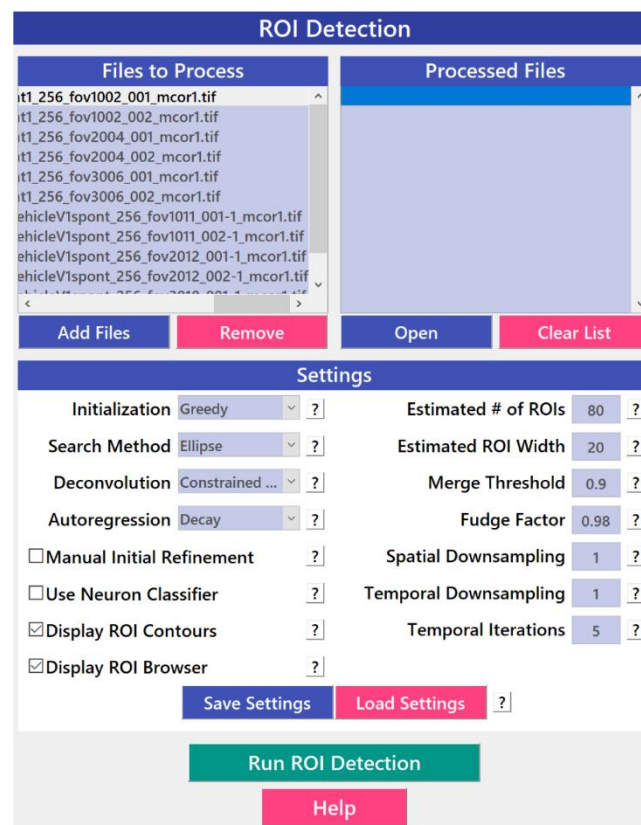 ROI Detection
Files to Process
Processed Files
t1_256_fov1002_001_mcor1.tif
t1_256_fov1002_002_mcor1.tif
t1_256_fov2004_001_mcor1.tif
t1_256_fov2004_002_mcor1.tif
t1_256_fov3006_001_mcor1.tif
t1_256_fov3006_002_mcor1.tif
ehicleV1spont_256_fov1011_001-1_mcor1.tif
ehicleV1spont_256_fov1011_002-1_mcor1.tif
ehicleV1spont_256_fov2012_001-1_mcor1.tif
ehicleV1spont_256_fov2012_002-1_mcor1.tif
Add Files
Remove
Open
Clear List
Settings
Initialization Greedy ?
Estimated # of ROIs 80 ?
Search Method Ellipse ?
Estimated ROI Width 20 ?
Deconvolution Constrained ... ?
Merge Threshold 0.9 ?
Autoregression Decay ?
Fudge Factor 0.98 ?
Manual Initial Refinement ?
Spatial Downsampling 1 ?
Use Neuron Classifier ?
Temporal Downsampling 1 ?
Display ROI Contours ?
Temporal Iterations 5 ?
Display ROI Browser ?
Save Settings
Load Settings
?
Run ROI Detection
Help